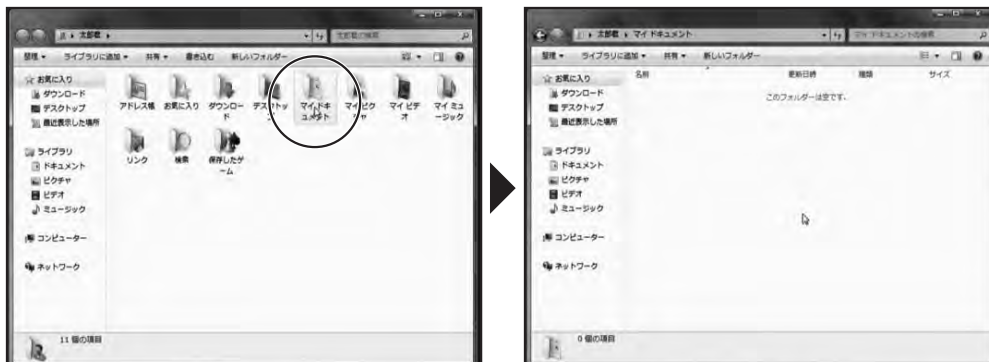 太郎君
太郎君の検索
整理 ライブラリに追加 共有 書き込む 新しいフォルダー
お気に入り
ダウンロード
デスクトップ
最近表示した場所
ライブラリ
ドキュメント
ピクチャ
ビデオ
ミュージック
コンピューター
ネットワーク
アドレス帳
お気に入り
ダウンロー
ド
デスクトッ
プ
マイ ドキ
ュメント
マイ ピク
チャ
マイ ビデ
オ
マイ ミュ
ージック
リンク
検索
保存したゲ
ーム
11 個の項目
太郎君 マイ ドキュメント
マイ ドキュメントの検索
整理 ライブラリに追加 共有 新しいフォルダー
お気に入り
ダウンロード
デスクトップ
最近表示した場所
ライブラリ
ドキュメント
ピクチャ
ビデオ
ミュージック
コンピューター
ネットワーク
名前 更新日時 種類 サイズ
このフォルダーは空です。
0 個の項目